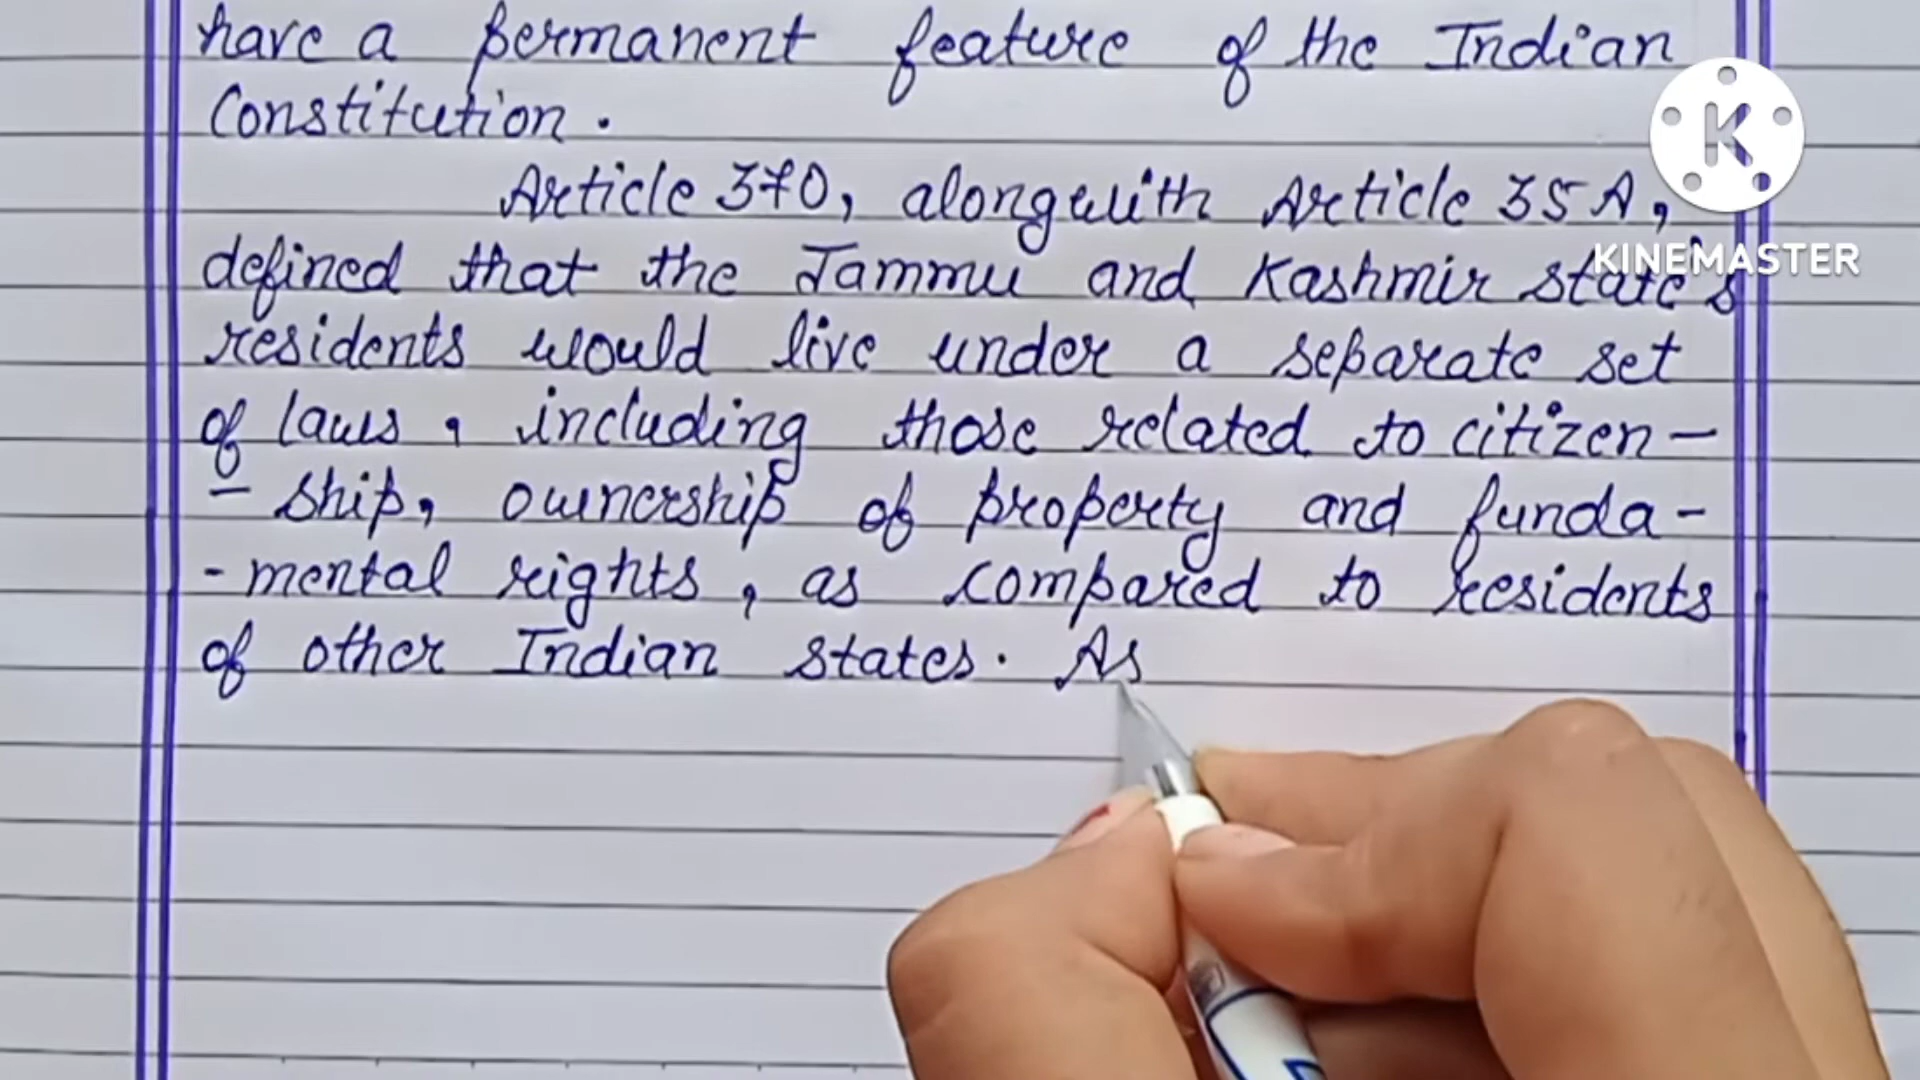 have a permanent feature of the Indian
Constitution.
Article 370, alongwith Article 35A,
defined that the Jammu and Kashmir state's
residents would live under a separate set
of laws, including those related to citizen-
- ship, ownership of property and funda-
-mental rights, as compared to residents
of other Indian states. As
K
KINEMASTER